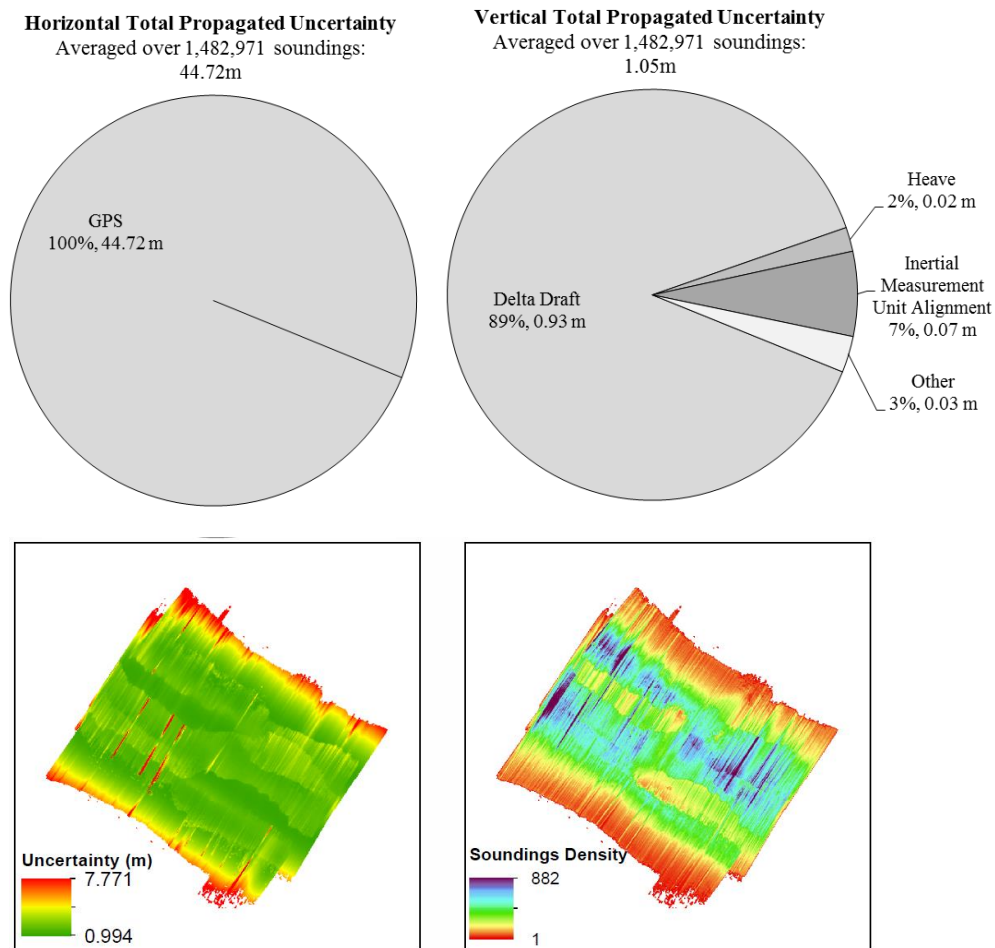 Horizontal Total Propagated Uncertainty
Averaged over 1,482,971 soundings:
44.72m
GPS
100%, 44.72 m
Vertical Total Propagated Uncertainty
Averaged over 1,482,971 soundings:
1.05m
Heave
2%, 0.02 m
Inertial
Measurement
Unit Alignment
7%, 0.07 m
Delta Draft
89%, 0.93 m
Other
3%, 0.03 m
Uncertainty (m)
7.771
0.994
Soundings Density
882
1